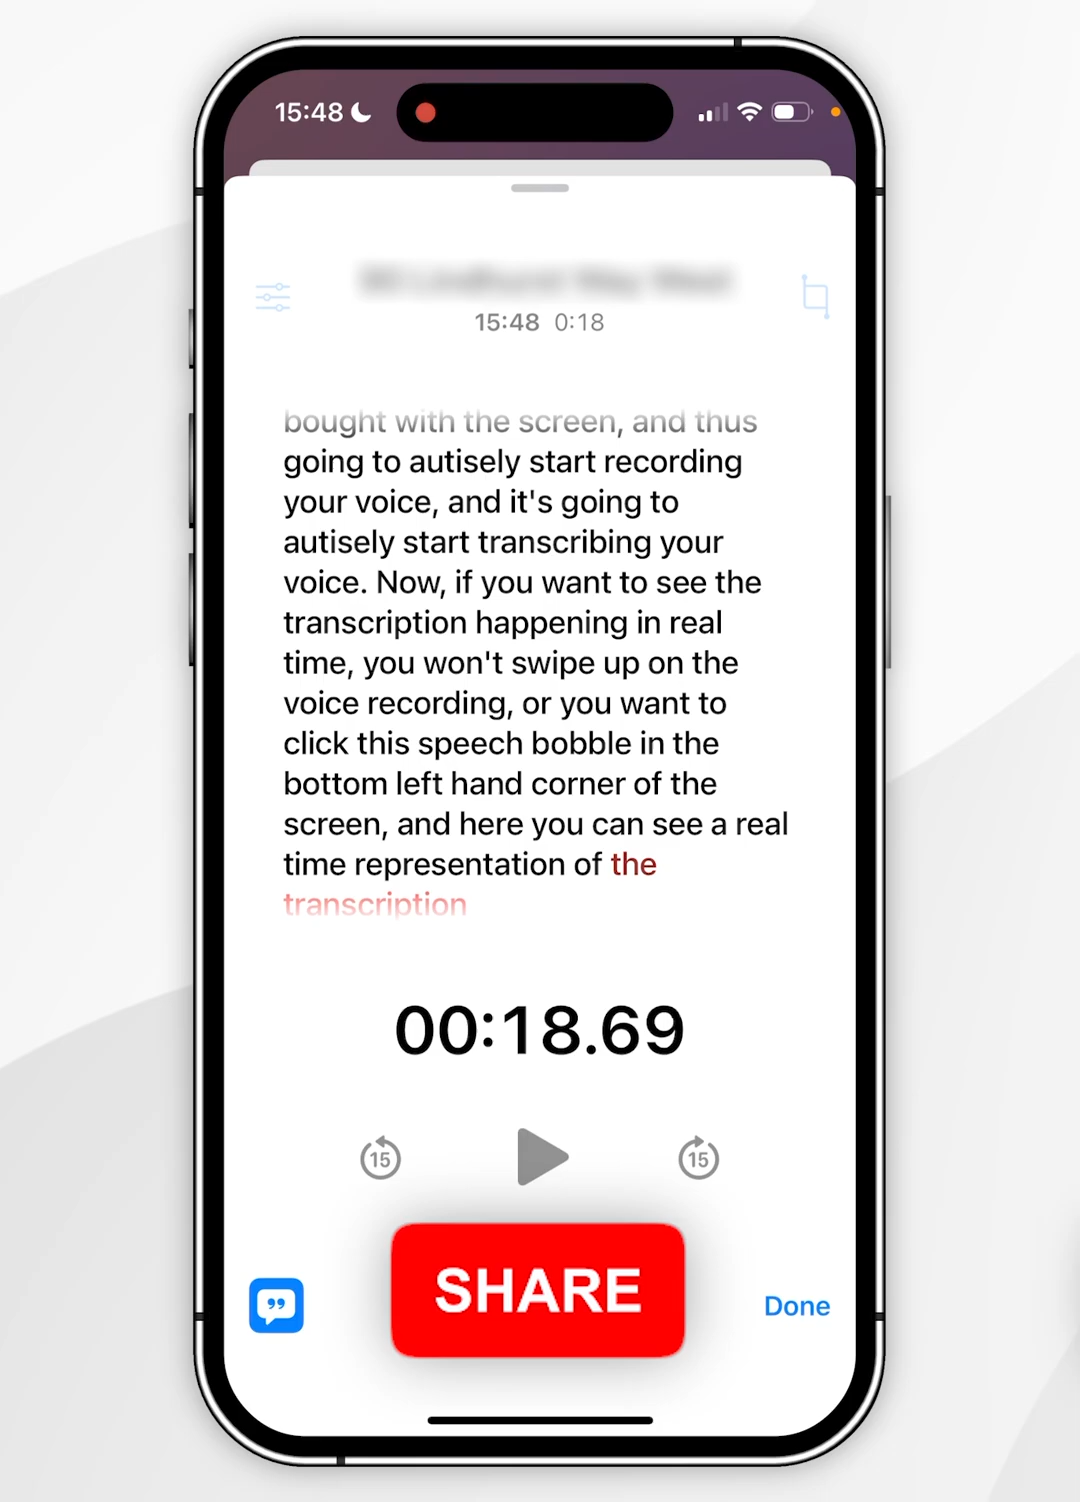 15:48
15:48 0:18
bought with the screen, and thus
going to autisely start recording
your voice, and it's going to
autisely start transcribing your
voice. Now, if you want to see the
transcription happening in real
time, you won't swipe up on the
voice recording, or you want to
click this speech bobble in the
bottom left hand corner of the
screen, and here you can see a real
time representation of the
transcription
00:18.69
15 15
SHARE
Done